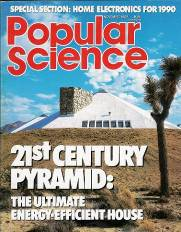 SPECIAL SECTION: HOME ELECTRONICS FOR 1990
Popular
Science
21st CENTURY
PYRAMID:
THE ULTIMATE
ENERGY-EFFICIENT HOUSE